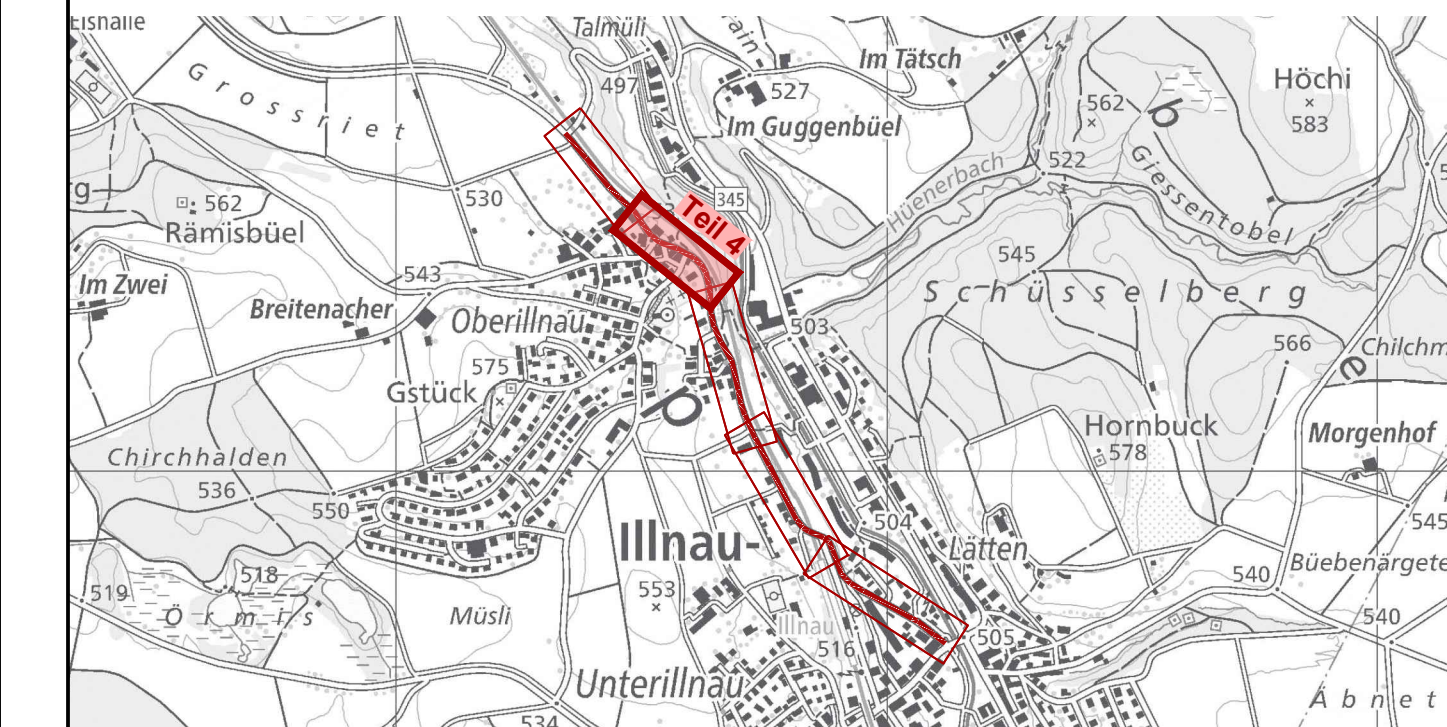 Eishalle
Talmüli
Im Tätsch
Grossriet
497
527
562
Höchi
583
Im Guggenbüel
522
Huenerbach
Giessentobel
530
345
562
Rämisbüel
Teil 4
545
543
Im Zwei
Schüsselberg
Breitenacher
Oberillnau
503
566
Chilchm
575
Gstück
Hornbuck
578
Morgenhof
Chirchhalden
536
550
504
545
Illnau-
Lätten
518
553
540
Büebenärgete
519
Örmis
Müsli
Illnau
505
540
516
Unterillnau
Äbnet
534